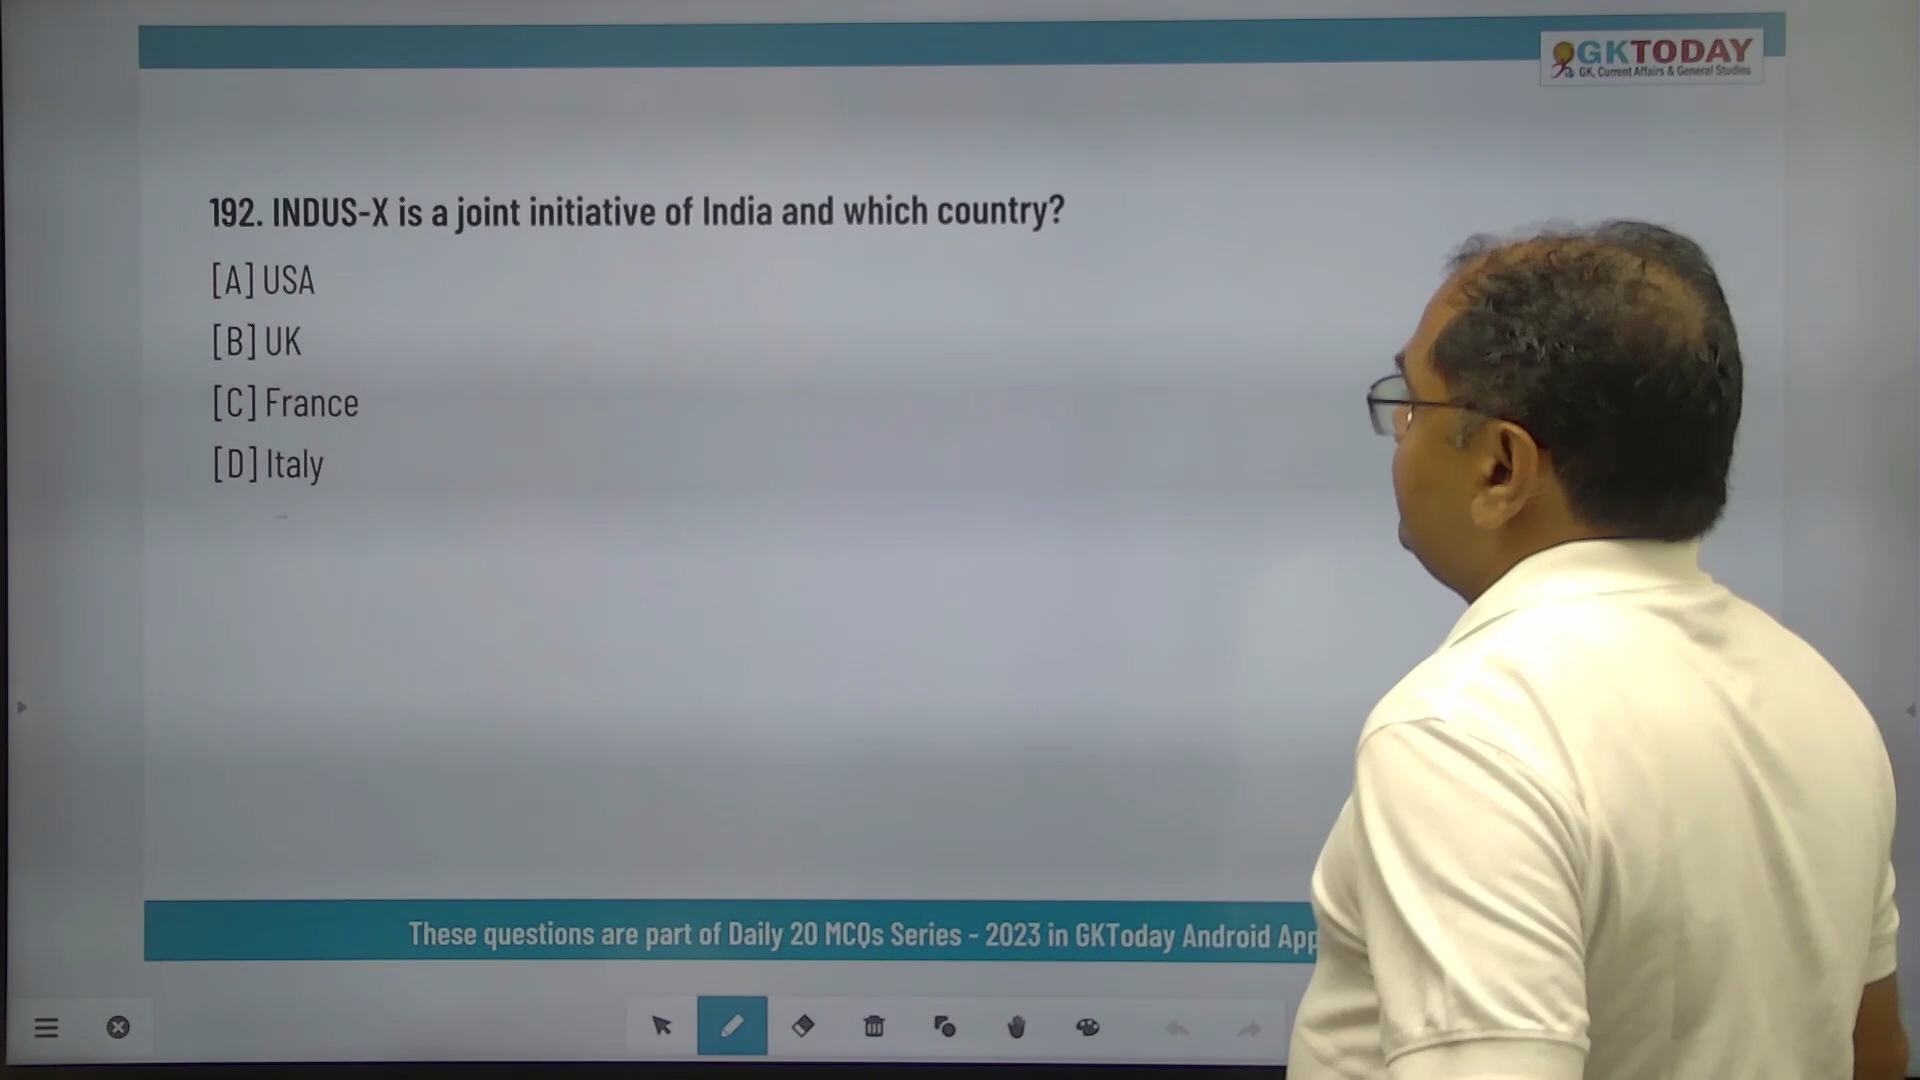 GKTODAY
GK, Current Affairs & General Studies
192. INDUS-X is a joint initiative of India and which country?
[A] USA
[B] UK
[C] France
[D] Italy
These questions are part of Daily 20 MCQs Series - 2023 in GKToday Android App